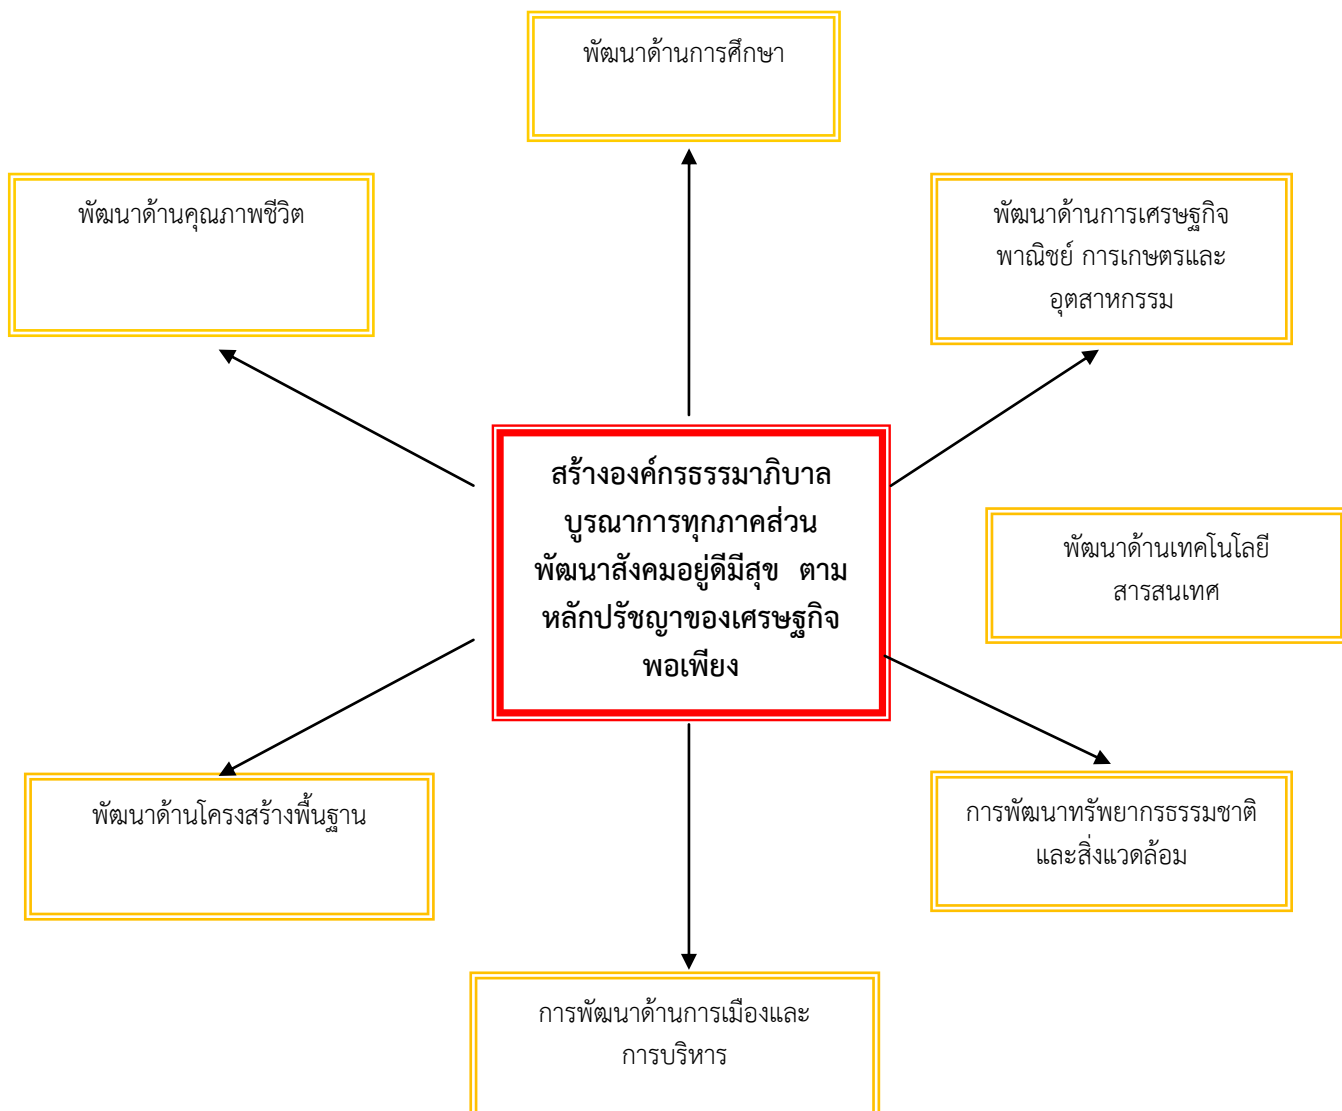 พัฒนาด้านการศึกษา
พัฒนาด้านคุณภาพชีวิต
พัฒนาด้านการเศรษฐกิจ
พาณิชย์ การเกษตรและ
อุตสาหกรรม
สร้างองค์กรธรรมาภิบาล
บูรณาการทุกภาคส่วน
พัฒนาสังคมอยู่ดีมีสุข ตาม
หลักปรัชญาของเศรษฐกิจ
พอเพียง
พัฒนาด้านเทคโนโลยี
สารสนเทศ
พัฒนาด้านโครงสร้างพื้นฐาน
การพัฒนาทรัพยากรธรรมชาติ
และสิ่งแวดล้อม
การพัฒนาด้านการเมืองและ
การบริหาร